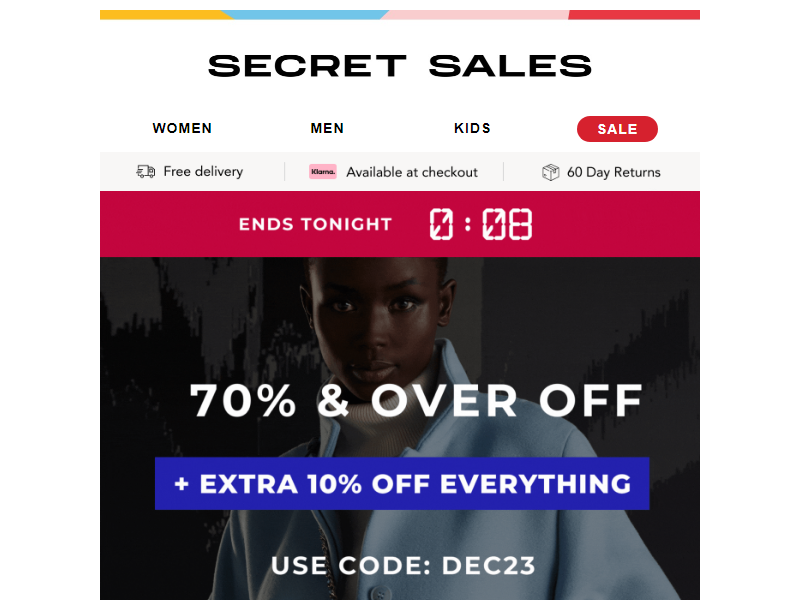 SECRET SALES
WOMEN MEN KIDS SALE
Free delivery Klarna. Available at checkout 60 Day Returns
ENDS TONIGHT 0:08
70% & OVER OFF
+ EXTRA 10% OFF EVERYTHING
USE CODE: DEC23